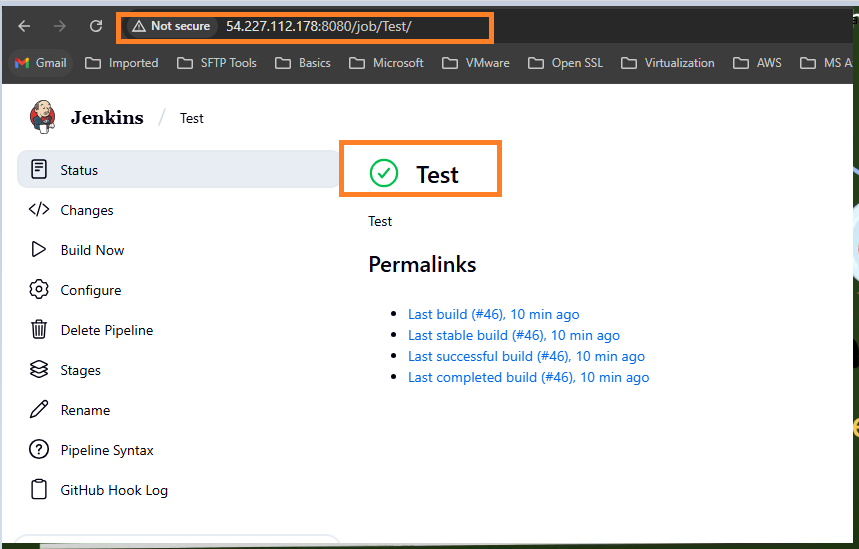 Not secure 54.227.112.178:8080/job/Test/
Gmail Imported SFTP Tools Basics Microsoft VMware Open SSL Virtualization AWS MS A
Jenkins / Test
Status
Changes
Build Now
Configure
Delete Pipeline
Stages
Rename
Pipeline Syntax
GitHub Hook Log
Test
Test
Permalinks
Last build (#46), 10 min ago
Last stable build (#46), 10 min ago
Last successful build (#46), 10 min ago
Last completed build (#46), 10 min ago